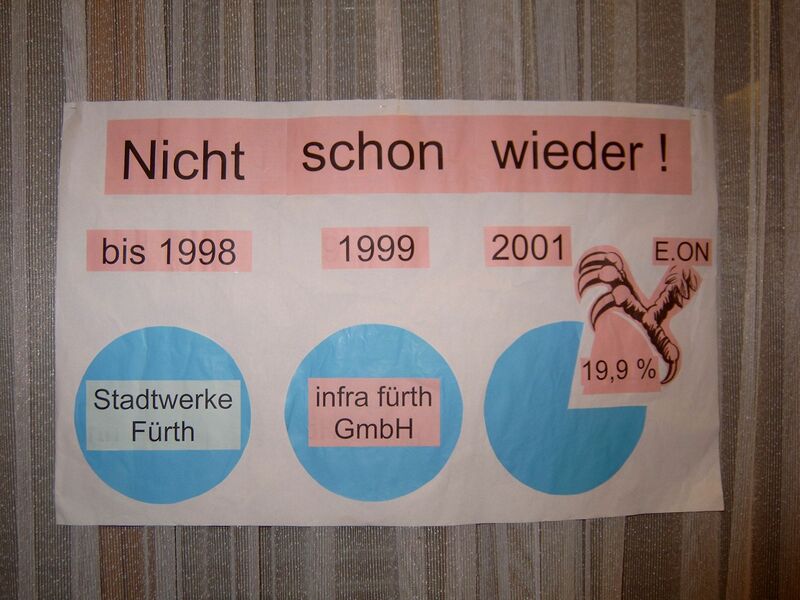 Nicht schon wieder !
bis 1998
1999
2001
E.ON
Stadtwerke
Fürth
infra fürth
GmbH
19,9 %